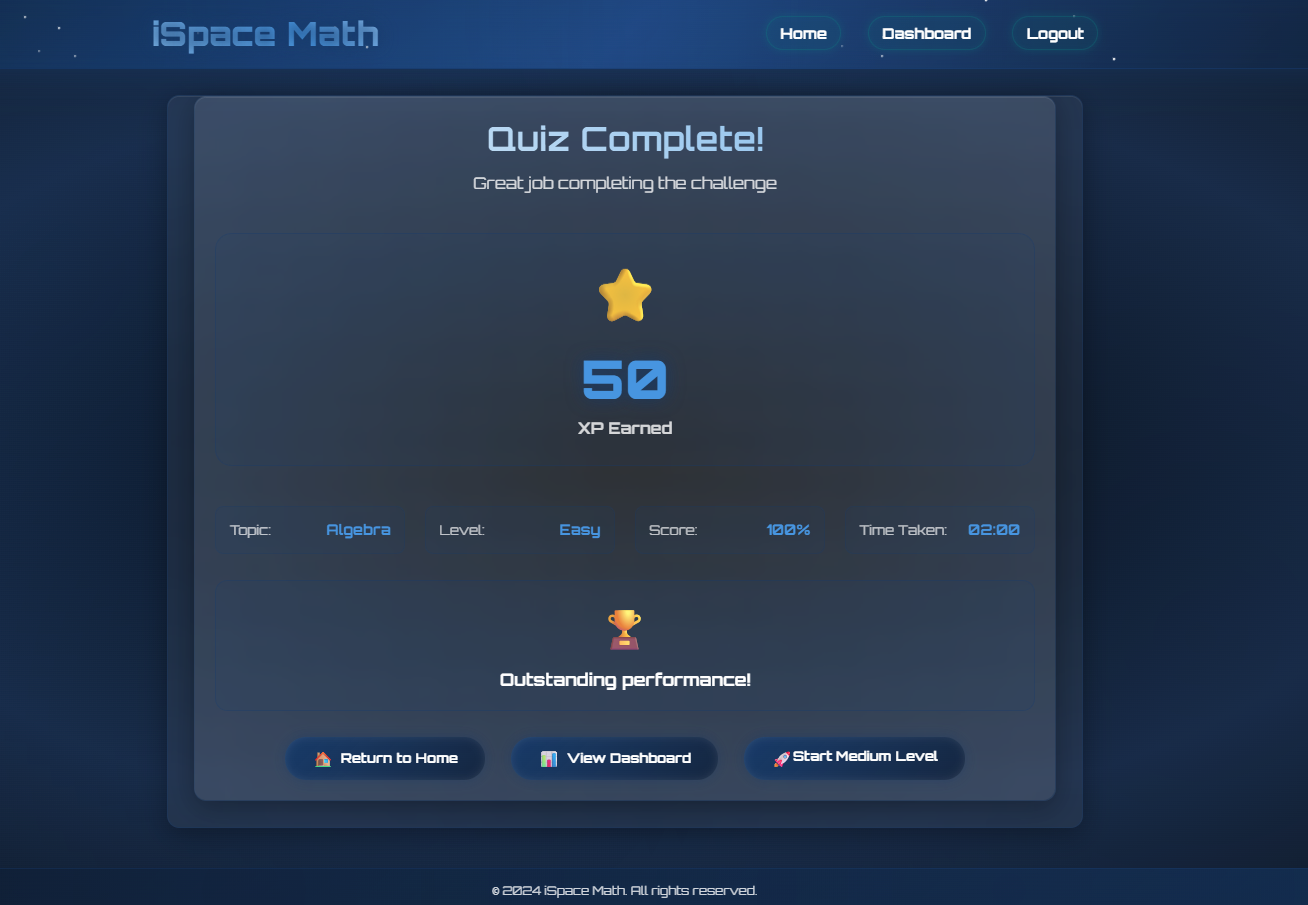 iSpace Math
Home Dashboard Logout
Quiz Complete!
Great job completing the challenge
50
XP Earned
Topic: Algebra Level: Easy Score: 100% Time Taken: 02:00
Outstanding performance!
Return to Home View Dashboard Start Medium Level
© 2024 iSpace Math. All rights reserved.